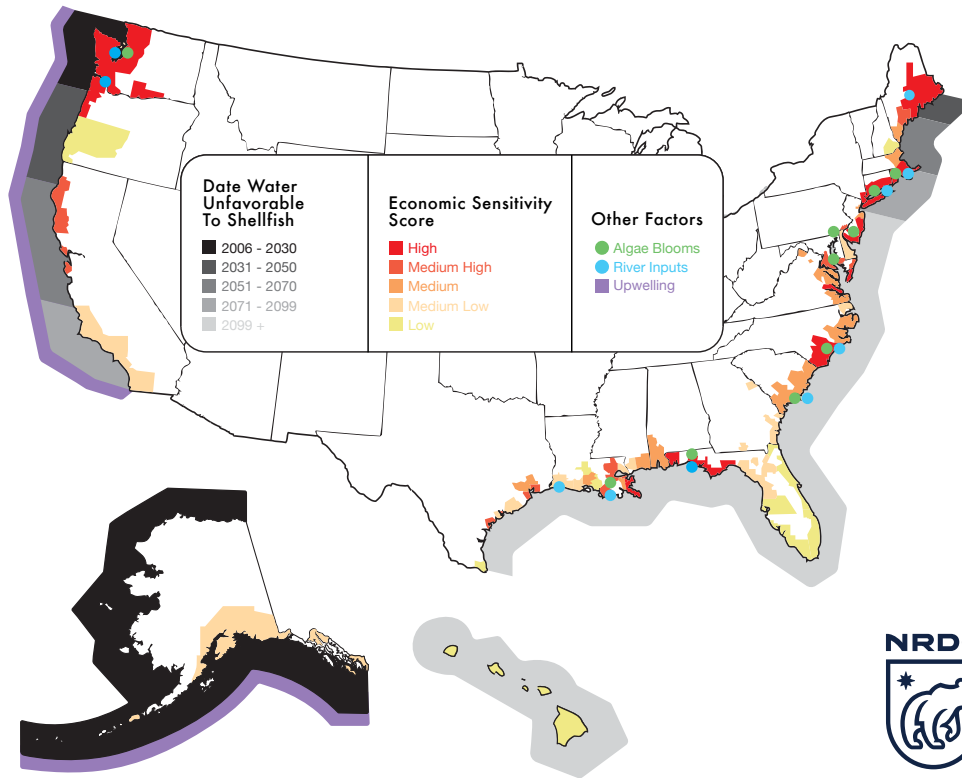 Date Water
Unfavorable
To Shellfish
2006 - 2030
2031 - 2050
2051 - 2070
2071 - 2099
2099 +
Economic Sensitivity
Score
High
Medium High
Medium
Medium Low
Low
Other Factors
Algae Blooms
River Inputs
Upwelling
NRD